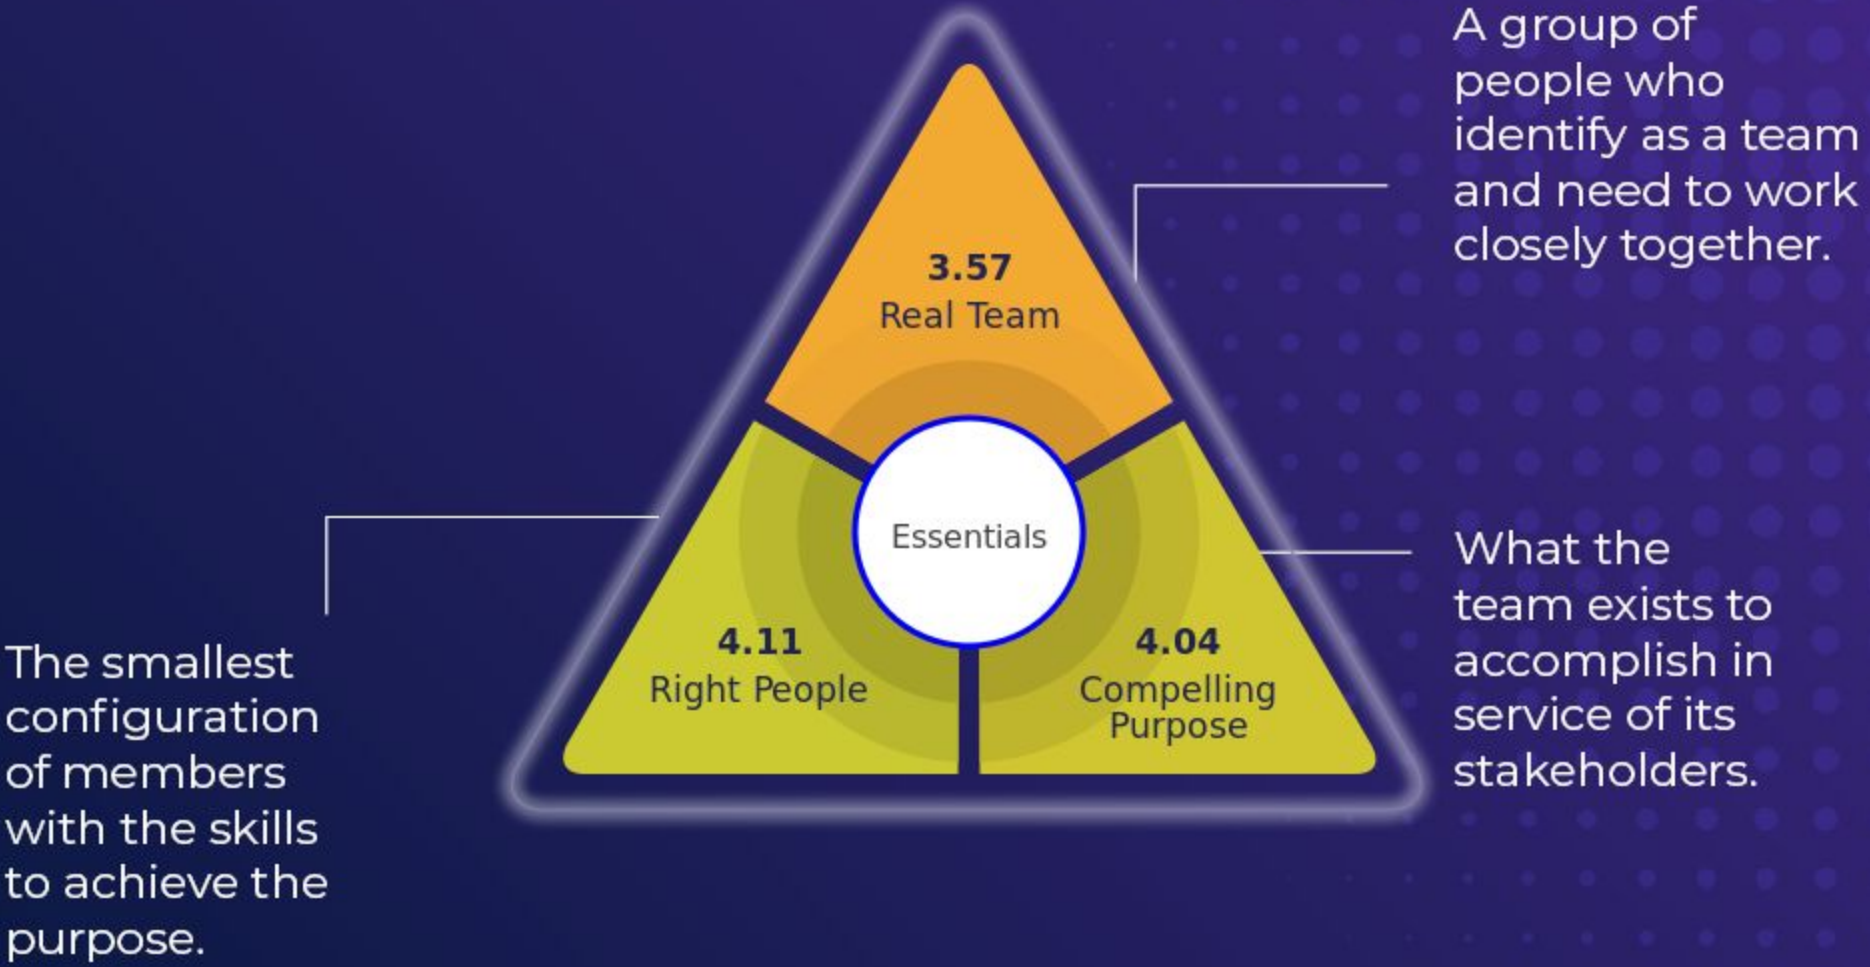 A group of
people who
identify as a team
and need to work
closely together.
3.57
Real Team
Essentials
What the
team exists to
accomplish in
service of its
stakeholders.
4.11
Right People
4.04
Compelling
Purpose
The smallest
configuration
of members
with the skills
to achieve the
purpose.